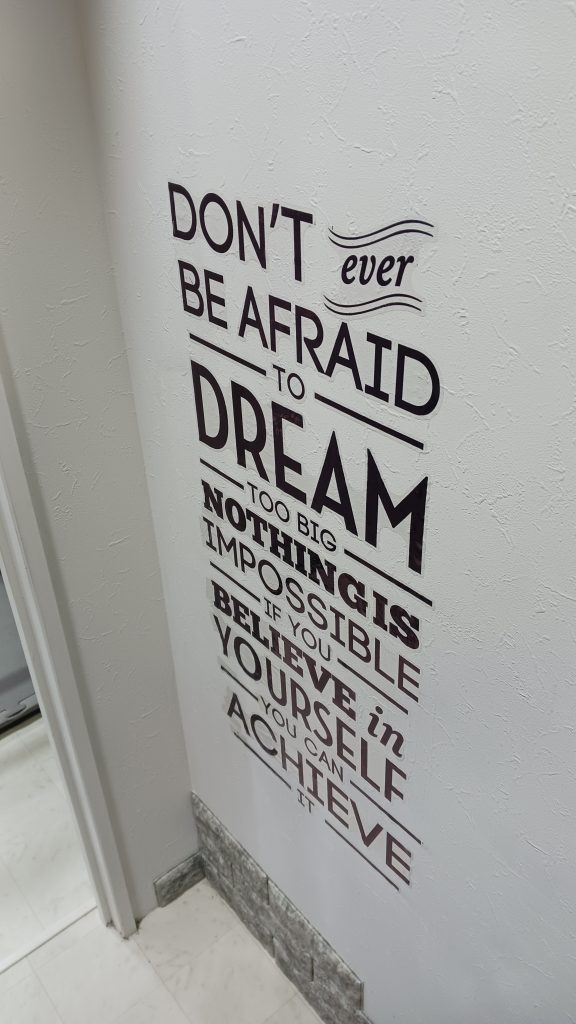 DON'T ever
BE AFRAID
TO
DREAM
TOO BIG
NOTHING IS
IMPOSSIBLE
IF YOU
BELIEVE in
YOURSELF
YOU CAN
ACHIEVE
IT